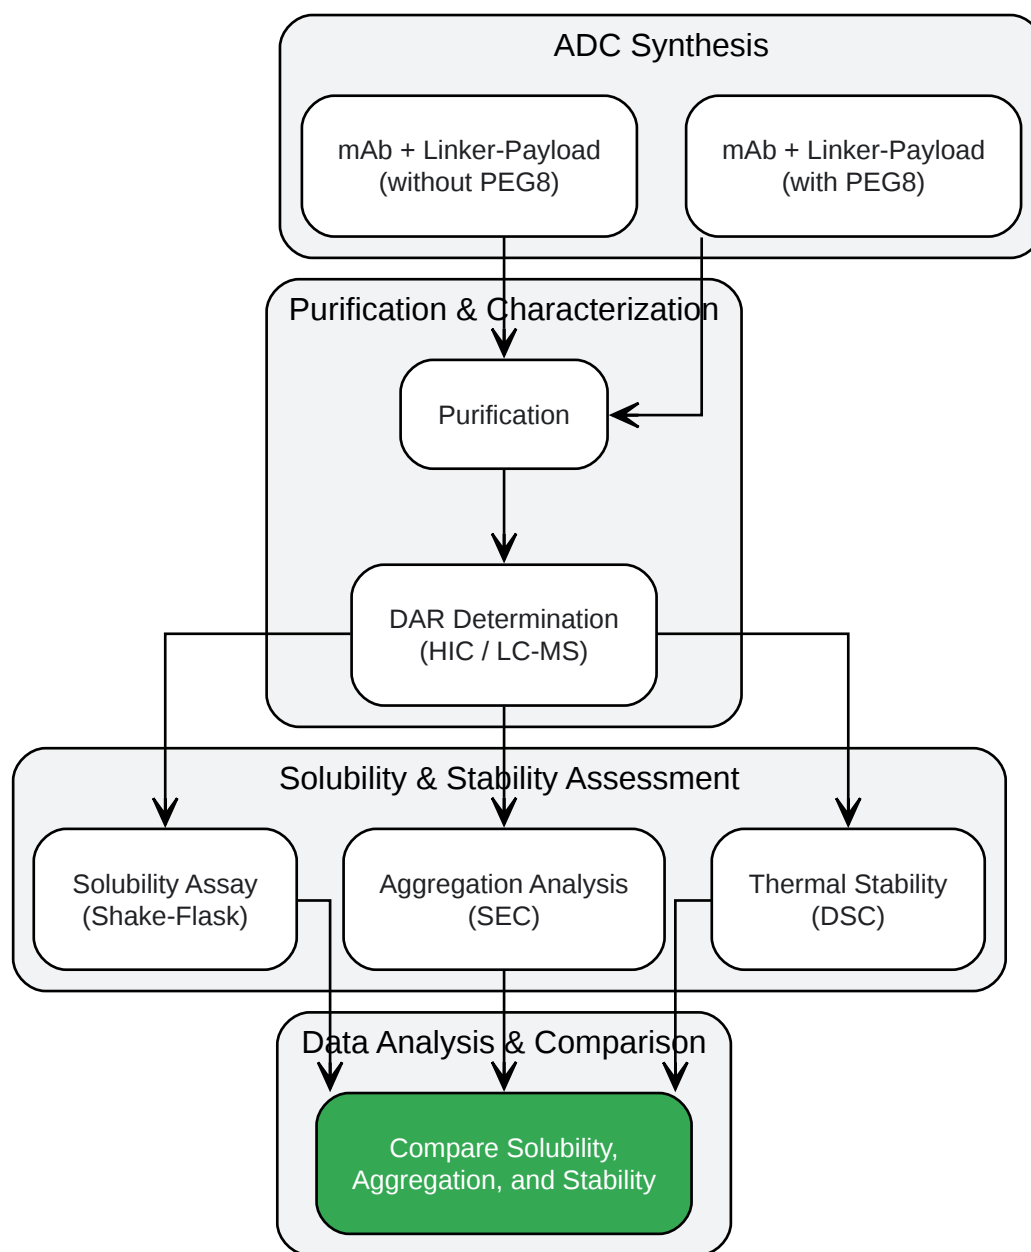 ADC Synthesis
mAb + Linker-Payload
(without PEG8)
mAb + Linker-Payload
(with PEG8)
Purification & Characterization
Purification
DAR Determination
(HIC / LC-MS)
Solubility & Stability Assessment
Solubility Assay
(Shake-Flask)
Aggregation Analysis
(SEC)
Thermal Stability
(DSC)
Data Analysis & Comparison
Compare Solubility,
Aggregation, and Stability